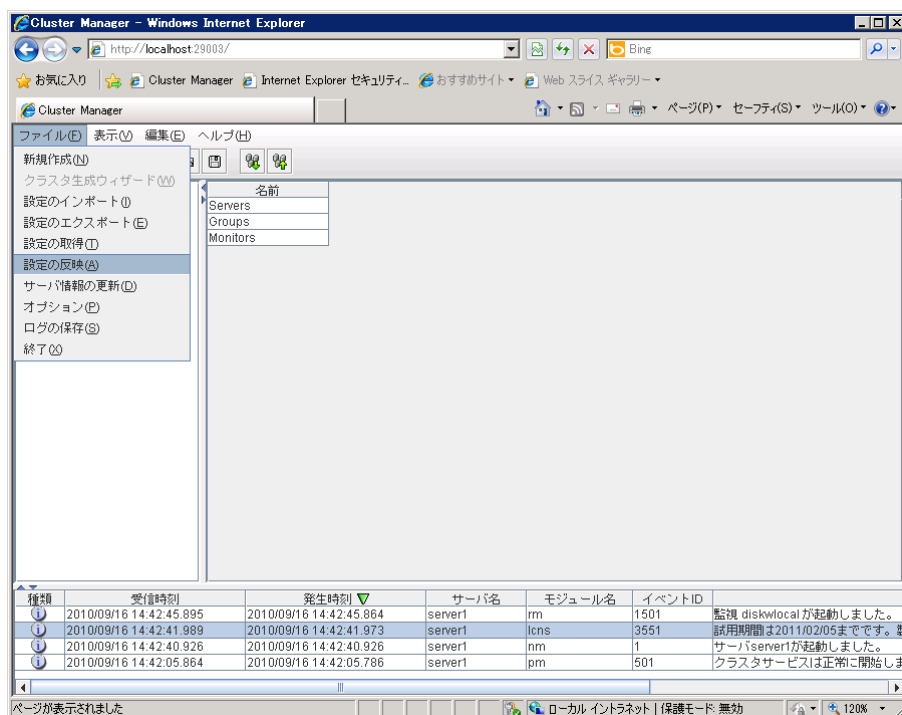 Cluster Manager - Windows Internet Explorer
http://localhost:29003/
Bing
お気に入り Cluster Manager Internet Explorer セキュリティ... おすすめサイト Web スライス ギャラリー
Cluster Manager ページ(P) セーフティ(S) ツール(O)
ファイル(F) 表示(V) 編集(E) ヘルプ(H)
新規作成(N)
クラスタ生成ウィザード(W)
設定のインポート(I)
設定のエクスポート(E)
設定の取得(T)
設定の反映(A)
サーバ情報の更新(D)
オプション(P)
ログの保存(S)
終了(X)
名前
Servers
Groups
Monitors
種類 受信時刻 発生時刻 サーバ名 モジュール名 イベントID
2010/09/16 14:42:45.895 2010/09/16 14:42:45.864 server1 rm 1501 監視 diskwlocal が起動しました。
2010/09/16 14:42:41.989 2010/09/16 14:42:41.973 server1 lcns 3551 試用期間は2011/02/05までです。
2010/09/16 14:42:40.926 2010/09/16 14:42:40.926 server1 nm 1 サーバserver1が起動しました。
2010/09/16 14:42:05.864 2010/09/16 14:42:05.786 server1 pm 501 クラスタサービスは正常に開始しま
ページが表示されました ローカル イントラネット | 保護モード: 無効 120%